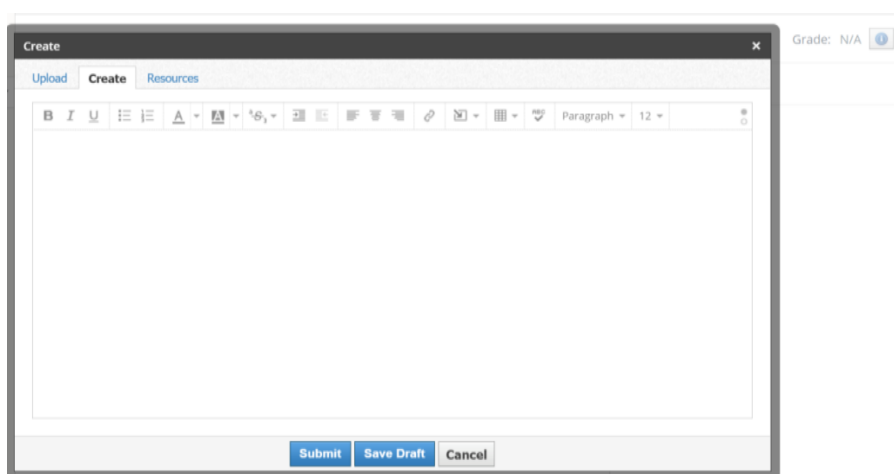 Grade: N/A
Create
Upload Create Resources
B I U A A S Paragraph 12
Submit Save Draft Cancel